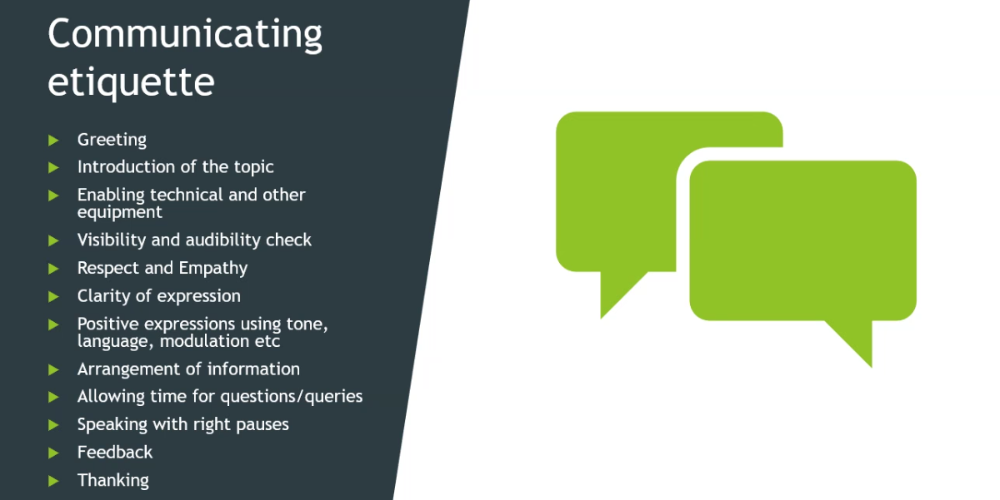 Communicating
etiquette
Greeting
Introduction of the topic
Enabling technical and other
equipment
Visibility and audibility check
Respect and Empathy
Clarity of expression
Positive expressions using tone,
language, modulation etc
Arrangement of information
Allowing time for questions/queries
Speaking with right pauses
Feedback
Thanking